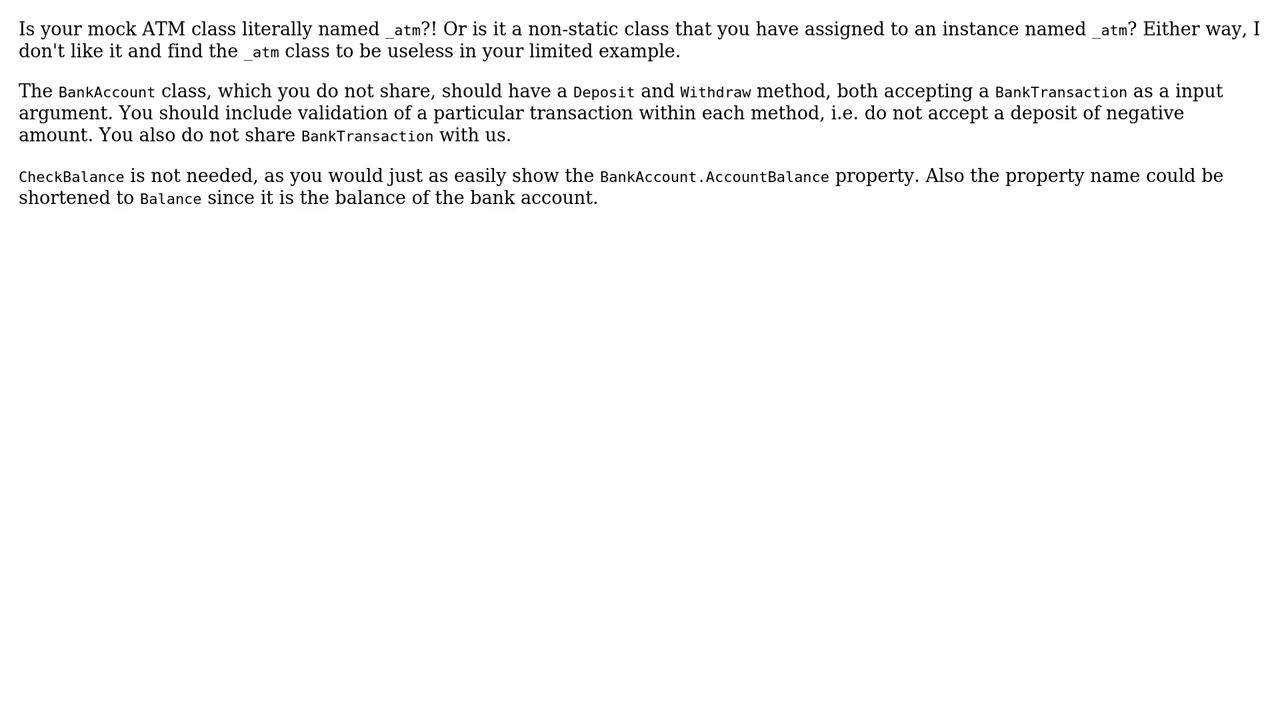 Is your mock ATM class literally named _atm?! Or is it a non-static class that you have assigned to an instance named _atm? Either way, I
don't like it and find the _atm class to be useless in your limited example.
The BankAccount class, which you do not share, should have a Deposit and Withdraw method, both accepting a BankTransaction as a input
argument. You should include validation of a particular transaction within each method, i.e. do not accept a deposit of negative
amount. You also do not share BankTransaction with us.
CheckBalance is not needed, as you would just as easily show the BankAccount.AccountBalance property. Also the property name could be
shortened to Balance since it is the balance of the bank account.